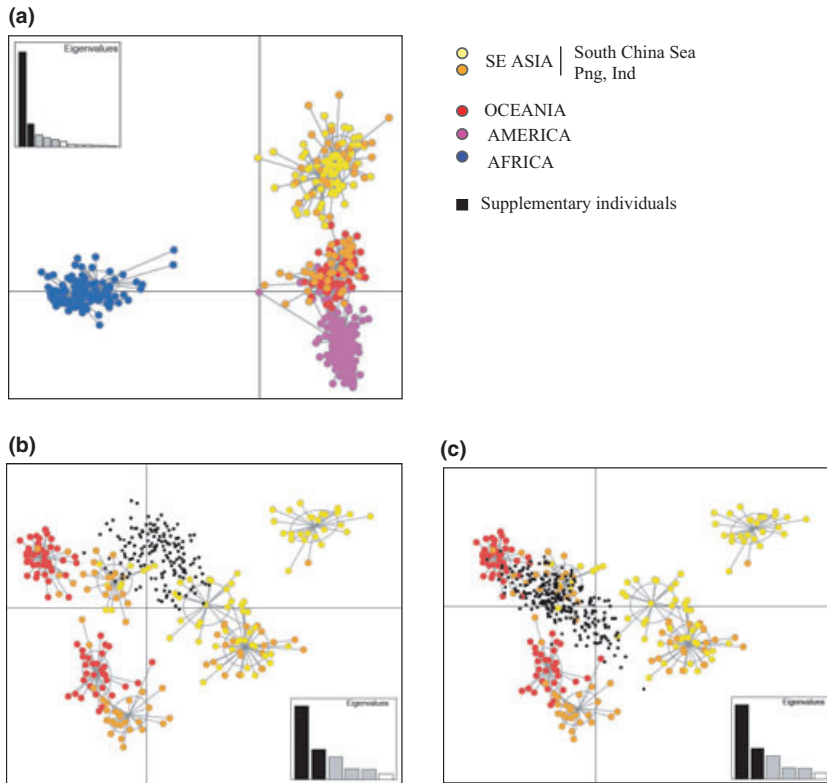 (a)
Eigenvalues
SE ASIA
South China Sea
Png, Ind
OCEANIA
AMERICA
AFRICA
Supplementary individuals
(b)
Eigenvalues
(c)
Eigenvalues